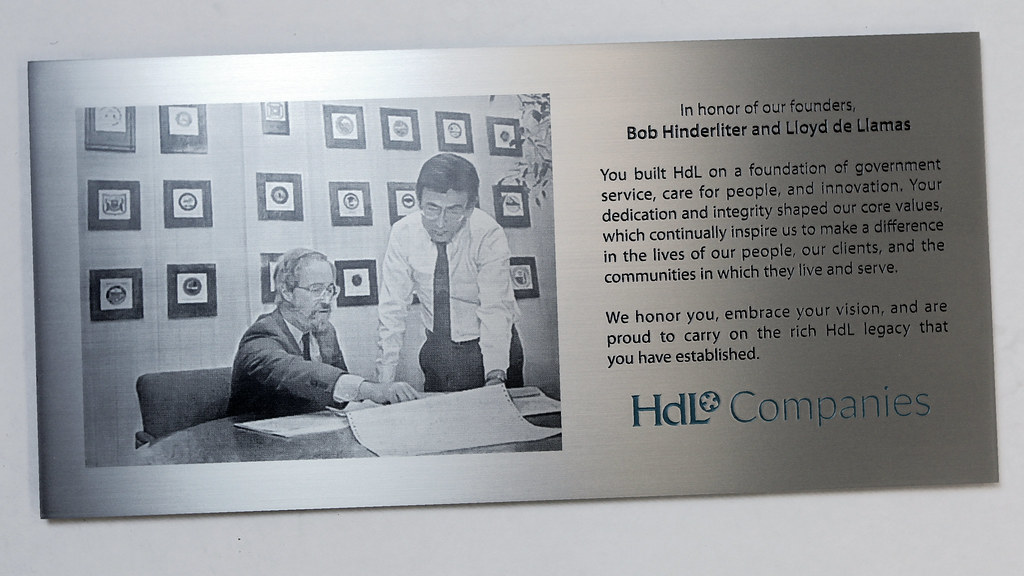 In honor of our founders,
Bob Hinderliter and Lloyd de Llamas
You built HdL on a foundation of government
service, care for people, and innovation. Your
dedication and integrity shaped our core values,
which continually inspire us to make a difference
in the lives of our people, our clients, and the
communities in which they live and serve.
We honor you, embrace your vision, and are
proud to carry on the rich HdL legacy that
you have established.
HdL Companies